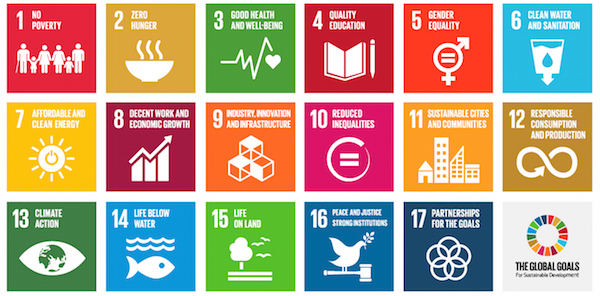 1 NO
POVERTY
2 ZERO
HUNGER
3 GOOD HEALTH
AND WELL-BEING
4 QUALITY
EDUCATION
5 GENDER
EQUALITY
6 CLEAN WATER
AND SANITATION
7 AFFORDABLE AND
CLEAN ENERGY
8 DECENT WORK AND
ECONOMIC GROWTH
9 INDUSTRY, INNOVATION
AND INFRASTRUCTURE
10 REDUCED
INEQUALITIES
11 SUSTAINABLE CITIES
AND COMMUNITIES
12 RESPONSIBLE
CONSUMPTION
AND PRODUCTION
13 CLIMATE
ACTION
14 LIFE BELOW
WATER
15 LIFE
ON LAND
16 PEACE AND JUSTICE
STRONG INSTITUTIONS
17 PARTNERSHIPS
FOR THE GOALS
THE GLOBAL GOALS
For Sustainable Development